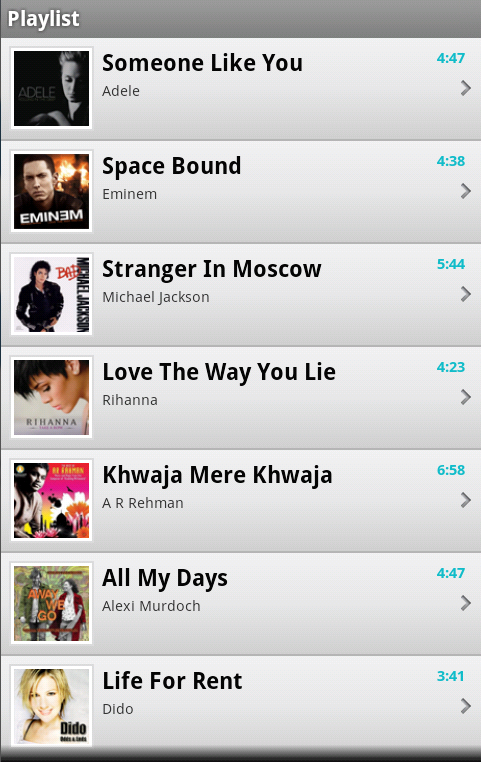 Playlist
Someone Like You
4:47
Adele
ADELE
Space Bound
4:38
Eminem
EMINEM
Stranger In Moscow
5:44
Michael Jackson
BAD
MICHAEL JACKSON
Love The Way You Lie
4:23
Rihanna
RIHANNA
Khwaja Mere Khwaja
6:58
A R Rehman
All My Days
4:47
Alexi Murdoch
AWAY
WE
GO
Life For Rent
3:41
Dido
Dido
Odds & Ends